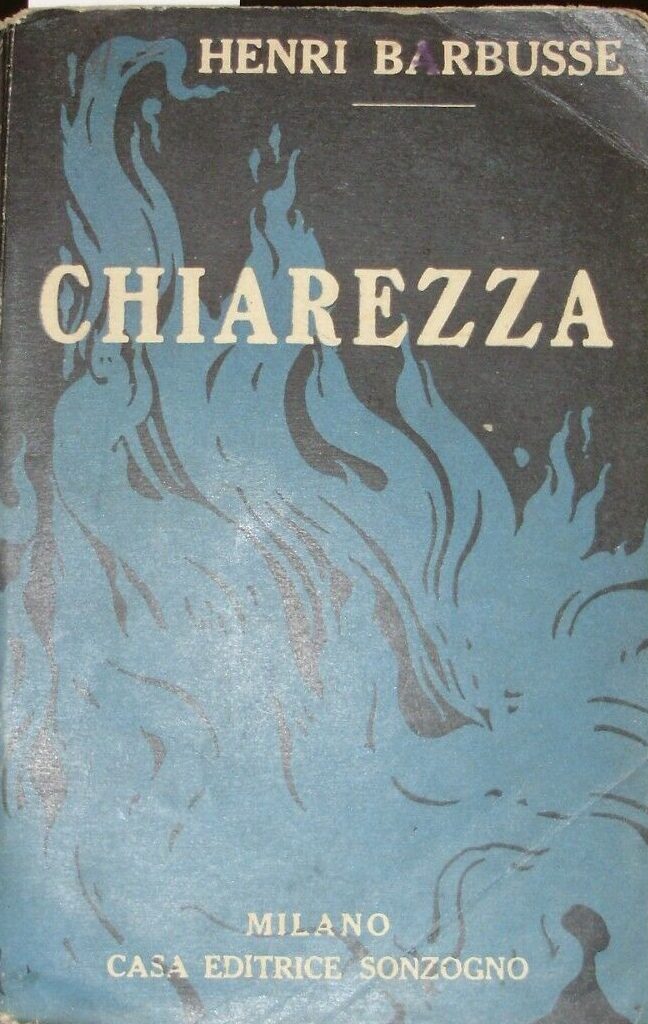 HENRI BARBUSSE
CHIAREZZA
MILANO
CASA EDITRICE SONZOGNO